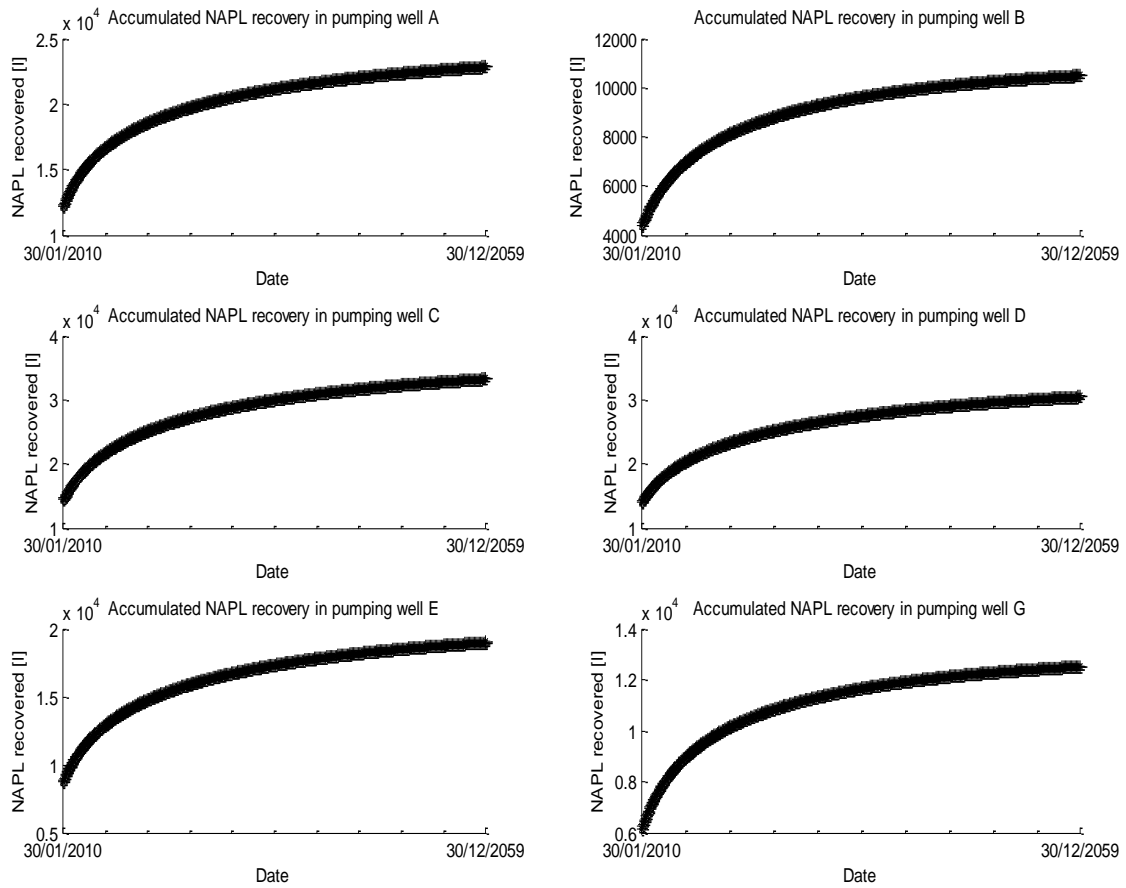 x 10^4 Accumulated NAPL recovery in pumping well A
NAPL recovered [l]
2.5
2
1.5
1
30/01/2010 30/12/2059
Date
Accumulated NAPL recovery in pumping well B
NAPL recovered [l]
12000
10000
8000
6000
4000
30/01/2010 30/12/2059
Date
x 10^4 Accumulated NAPL recovery in pumping well C
NAPL recovered [l]
4
3
2
1
30/01/2010 30/12/2059
Date
x 10^4 Accumulated NAPL recovery in pumping well D
NAPL recovered [l]
4
3
2
1
30/01/2010 30/12/2059
Date
x 10^4 Accumulated NAPL recovery in pumping well E
NAPL recovered [l]
2
1.5
1
0.5
30/01/2010 30/12/2059
Date
x 10^4 Accumulated NAPL recovery in pumping well G
NAPL recovered [l]
1.4
1.2
1
0.8
0.6
30/01/2010 30/12/2059
Date